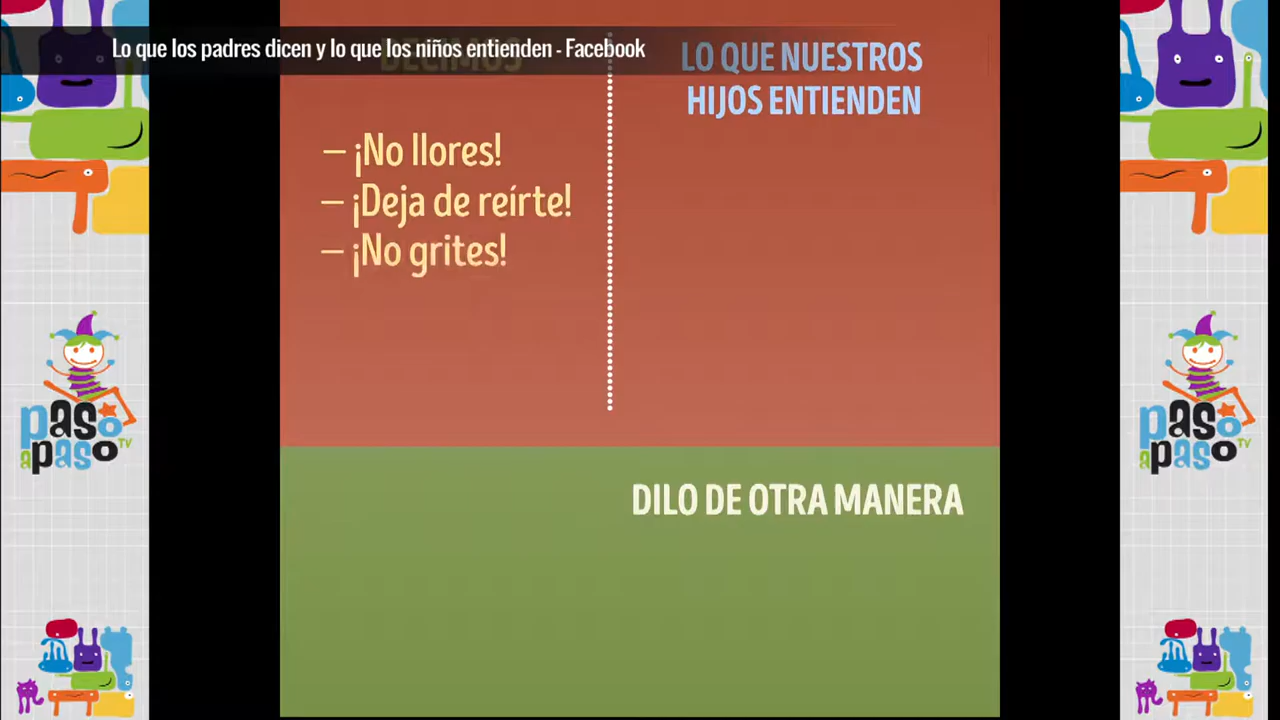 Lo que los padres dicen y lo que los niños entienden - Facebook
DECIMOS
LO QUE NUESTROS
HIJOS ENTIENDEN
– ¡No llores!
– ¡Deja de reírte!
– ¡No grites!
DILO DE OTRA MANERA
paso
a paso
TV
paso
a paso
TV